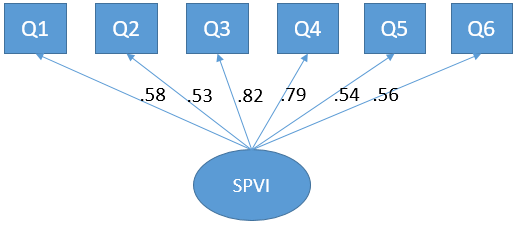 Q1 Q2 Q3 Q4 Q5 Q6
.58 .53 .82 .79 .54 .56
SPVI